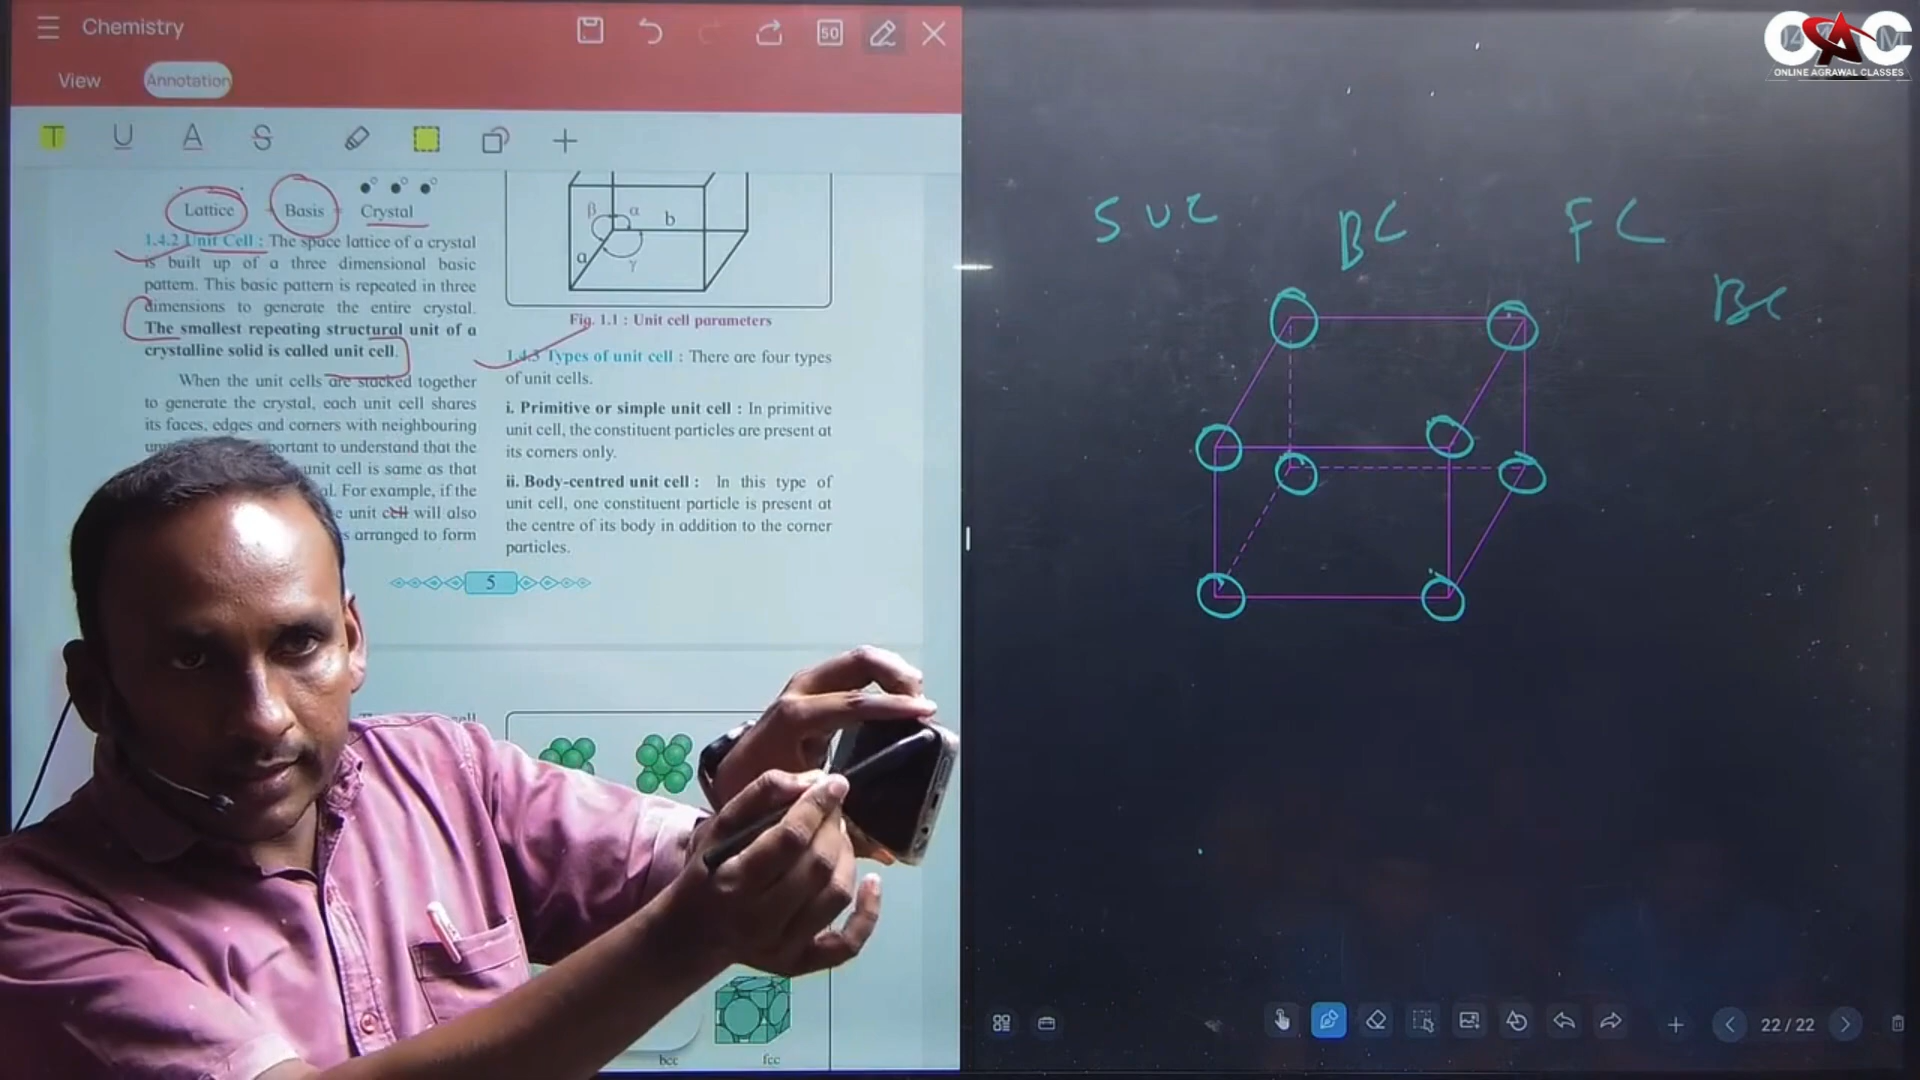 Chemistry
50
View
Annotation
T U A S
Lattice Basis Crystal
1.4.2 Unit Cell : The space lattice of a crystal
is built up of a three dimensional basic
pattern. This basic pattern is repeated in three
dimensions to generate the entire crystal.
The smallest repeating structural unit of a
crystalline solid is called unit cell.
When the unit cells are stacked together
to generate the crystal, each unit cell shares
its faces, edges and corners with neighbouring
portant to understand that the
unit cell is same as that
al. For example, if the
e unit cell will also
s arranged to form
β α b
a γ
Fig. 1.1 : Unit cell parameters
1.4.3 Types of unit cell : There are four types
of unit cells.
i. Primitive or simple unit cell : In primitive
unit cell, the constituent particles are present at
its corners only.
ii. Body-centred unit cell : In this type of
unit cell, one constituent particle is present at
the centre of its body in addition to the corner
particles.
5
bcc fcc
SUC BC FC
BC
OAC
ONLINE AGRAWAL CLASSES
22 / 22